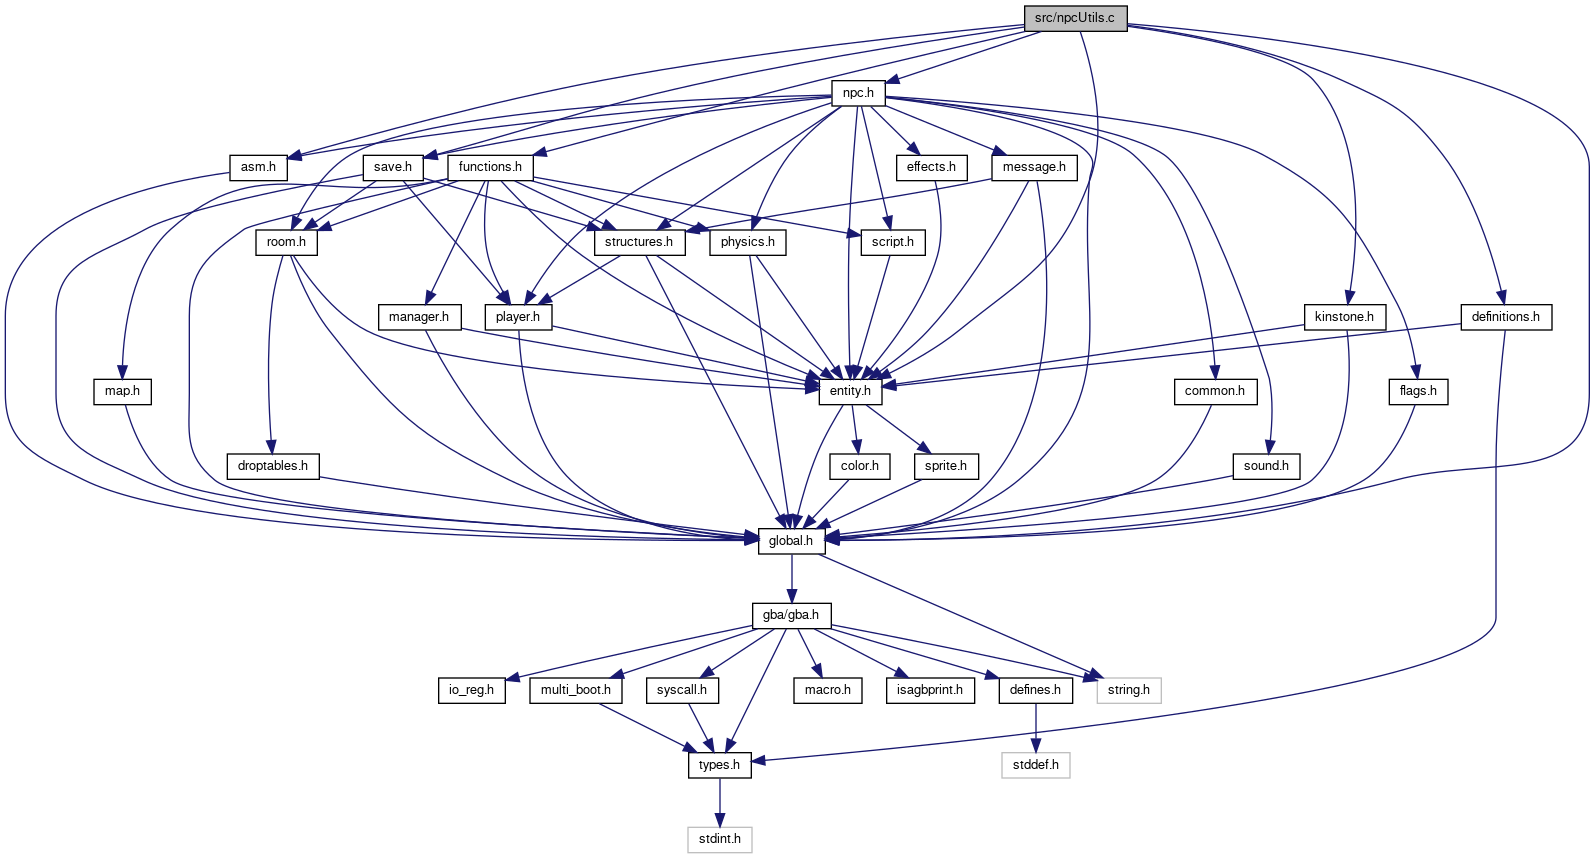 src/npcUtils.c
npc.h
asm.h
save.h
functions.h
effects.h
message.h
room.h
structures.h
physics.h
script.h
manager.h
player.h
kinstone.h
definitions.h
map.h
entity.h
common.h
flags.h
droptables.h
color.h
sprite.h
sound.h
global.h
gba/gba.h
io_reg.h
multi_boot.h
syscall.h
macro.h
isagbprint.h
defines.h
string.h
types.h
stddef.h
stdint.h